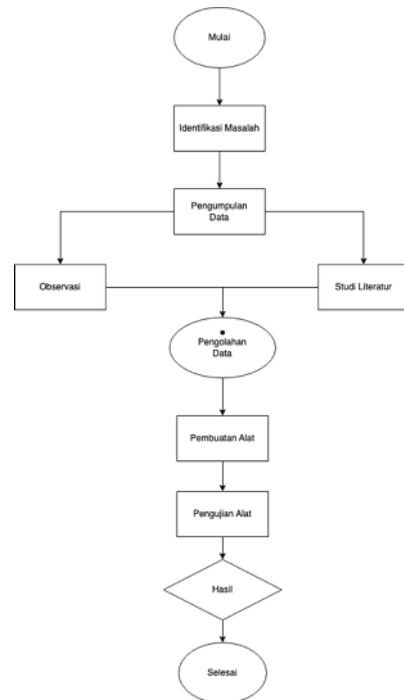 Mulai
Identifikasi Masalah
Pengumpulan
Data
Observasi
Studi Literatur
Pengolahan
Data
Pembuatan Alat
Pengujian Alat
Hasil
Selesai